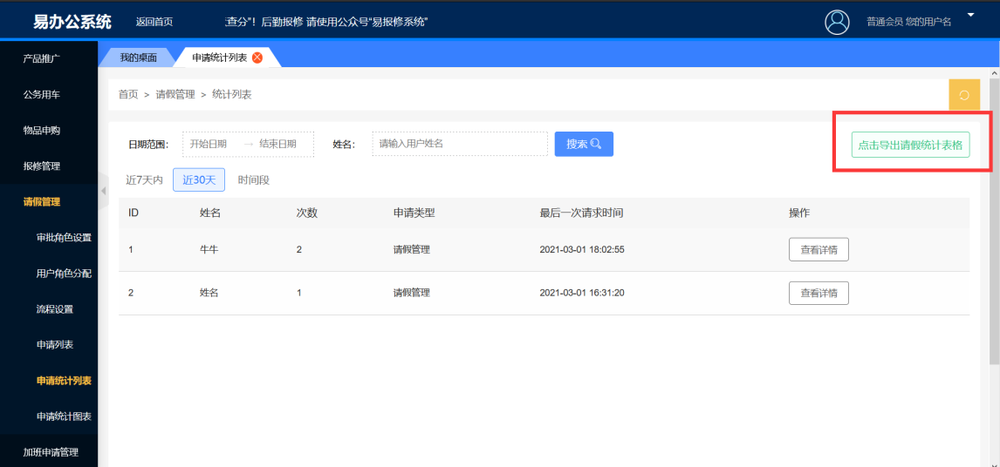 易办公系统 返回首页 查分"！后勤报修 请使用公众号"易报修系统" 普通会员 您的用户名
产品推广
公务用车
物品申购
报修管理
请假管理
审批角色设置
用户角色分配
流程设置
申请列表
申请统计列表
申请统计图表
加班申请管理
我的桌面 申请统计列表
首页 > 请假管理 > 统计列表
日期范围： 开始日期 → 结束日期 姓名： 请输入用户姓名 搜索 点击导出请假统计表格
近7天内 近30天 时间段
ID 姓名 次数 申请类型 最后一次请求时间 操作
1 牛牛 2 请假管理 2021-03-01 18:02:55 查看详情
2 姓名 1 请假管理 2021-03-01 16:31:20 查看详情